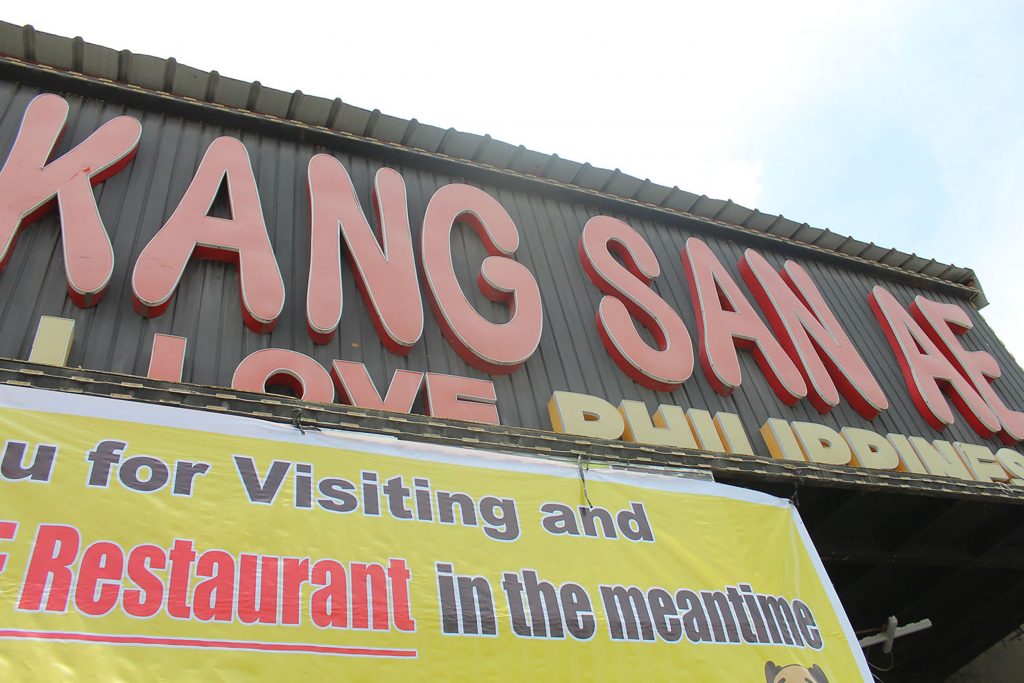 KANG SAN AE
I LOVE PHILIPPINES
u for Visiting and
F Restaurant in the meantime